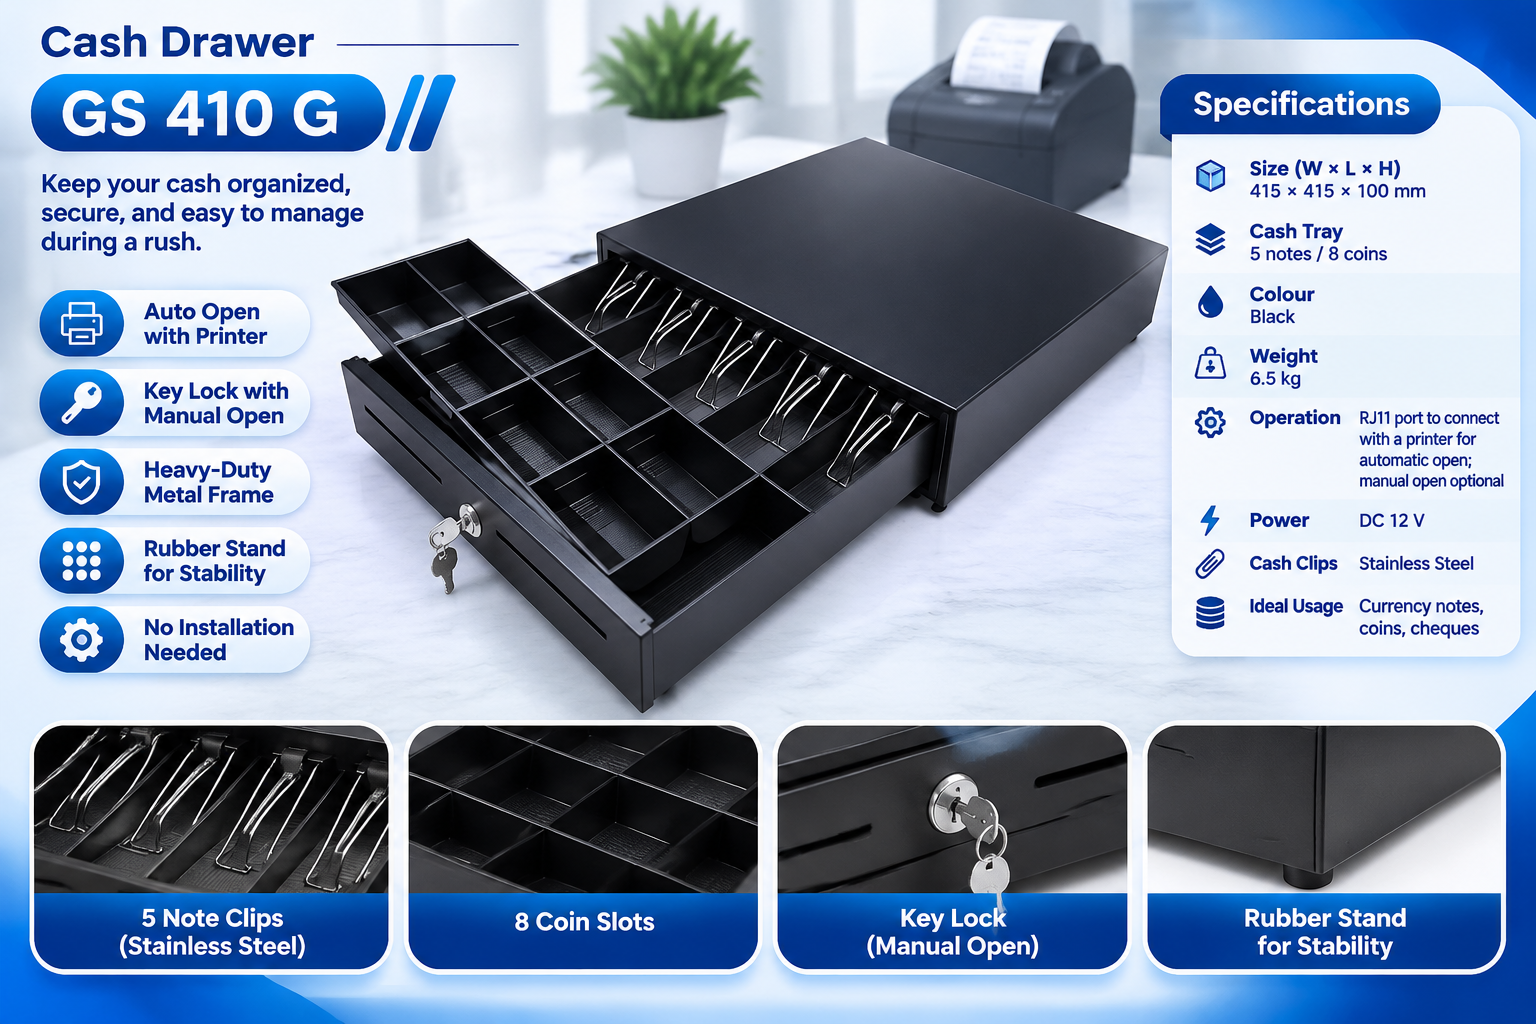 Cash Drawer
GS 410 G
Keep your cash organized,
secure, and easy to manage
during a rush.
Auto Open
with Printer
Key Lock with
Manual Open
Heavy-Duty
Metal Frame
Rubber Stand
for Stability
No Installation
Needed
Specifications
Size (W × L × H)
415 × 415 × 100 mm
Cash Tray
5 notes / 8 coins
Colour
Black
Weight
6.5 kg
Operation RJ11 port to connect
with a printer for
automatic open;
manual open optional
Power DC 12 V
Cash Clips Stainless Steel
Ideal Usage Currency notes,
coins, cheques
5 Note Clips
(Stainless Steel)
8 Coin Slots
Key Lock
(Manual Open)
Rubber Stand
for Stability